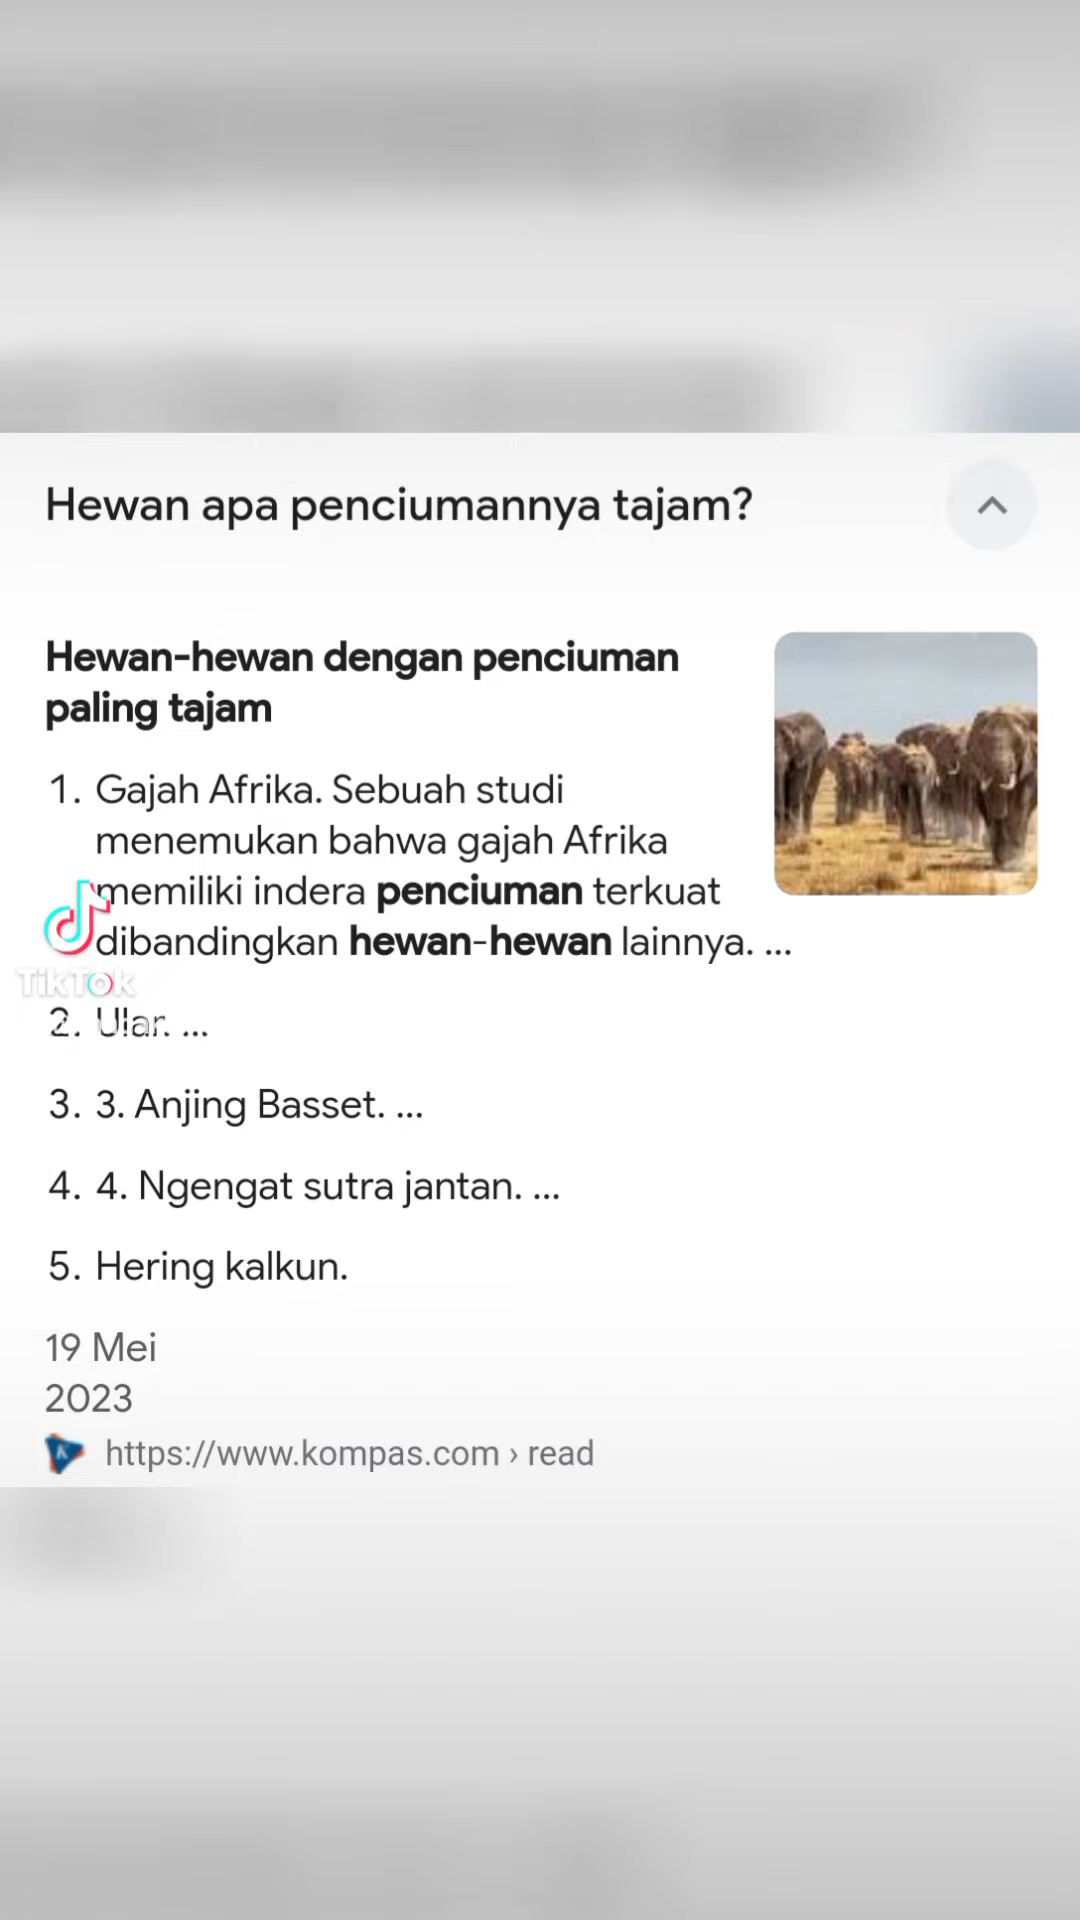 Hewan apa penciumannya tajam?
Hewan-hewan dengan penciuman
paling tajam
1. Gajah Afrika. Sebuah studi
menemukan bahwa gajah Afrika
memiliki indera penciuman terkuat
dibandingkan hewan-hewan lainnya. ...
TikTok
2. Ular. ...
3. 3. Anjing Basset. ...
4. 4. Ngengat sutra jantan. ...
5. Hering kalkun.
19 Mei
2023
K https://www.kompas.com › read